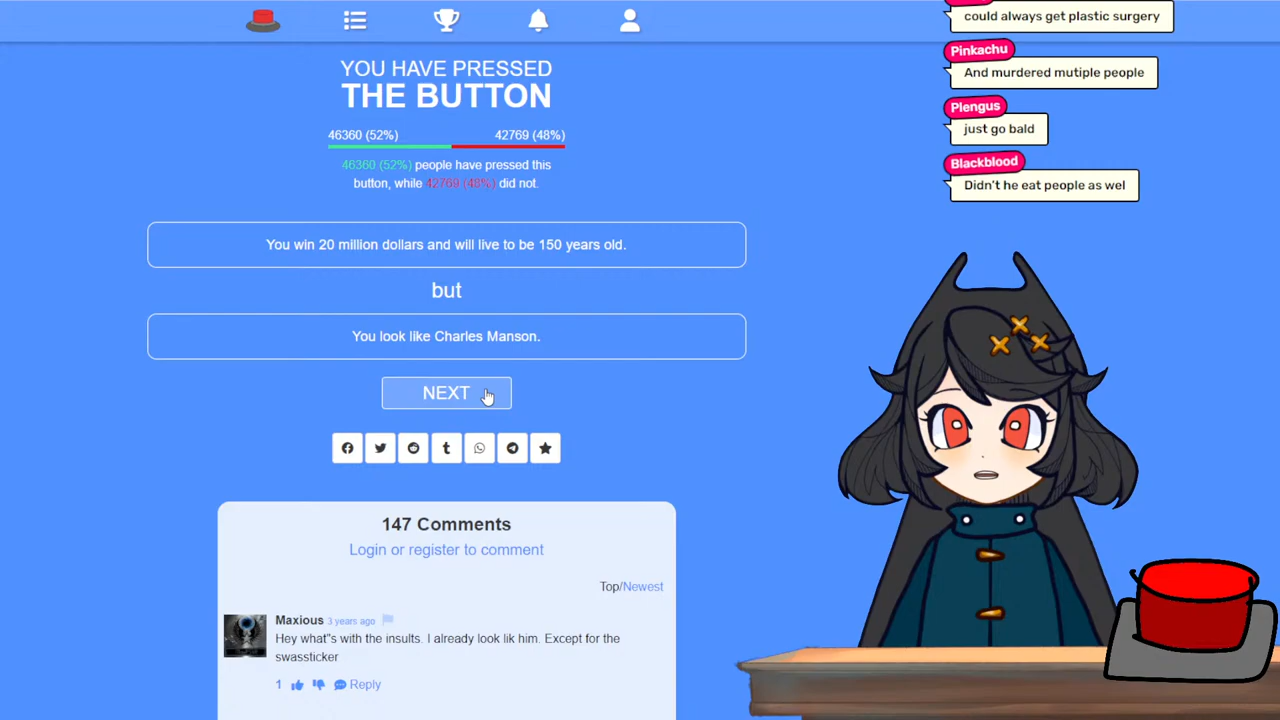 YOU HAVE PRESSED
THE BUTTON
46360 (52%) 42769 (48%)
46360 (52%) people have pressed this
button, while 42769 (48%) did not.
You win 20 million dollars and will live to be 150 years old.
but
You look like Charles Manson.
NEXT
147 Comments
Login or register to comment
Top/Newest
Maxious 3 years ago
Hey what"s with the insults. I already look lik him. Except for the
swassticker
1 Reply
could always get plastic surgery
Pinkachu
And murdered mutiple people
Plengus
just go bald
Blackblood
Didn't he eat people as wel